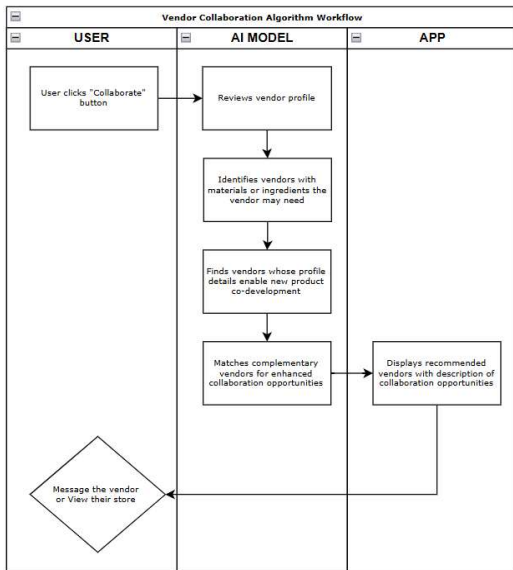 Vendor Collaboration Algorithm Workflow
USER
AI MODEL
APP
User clicks "Collaborate"
button
Reviews vendor profile
Identifies vendors with
materials or ingredients the
vendor may need
Finds vendors whose profile
details enable new product
co-development
Matches complementary
vendors for enhanced
collaboration opportunities
Displays recommended
vendors with description of
collaboration opportunities
Message the vendor
or View their store